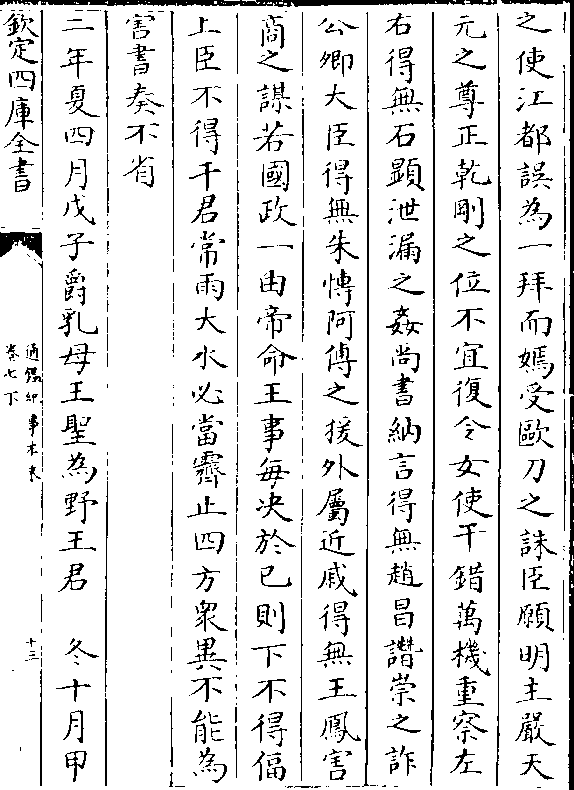 之使江都誤為一拜而嫣受歐刀之誅臣願明主嚴天
元之尊正乾剛之位不宜復令女使干錯萬機重察左
右得無石顯泄漏之姦尚書納言得無趙昌譖崇之詐
公卿大臣得無朱博阿傅之援外屬近戚得無王鳳害
商之謀若國政一由帝命王事每决於已則下不得偪
上臣不得干君常雨大水必當霽止四方衆異不能為
害書奏不省
三年夏四月戊子爵乳母王聖為野王君　冬十月甲
欽定四庫全書
通鑑紀事本末
卷七下
十三